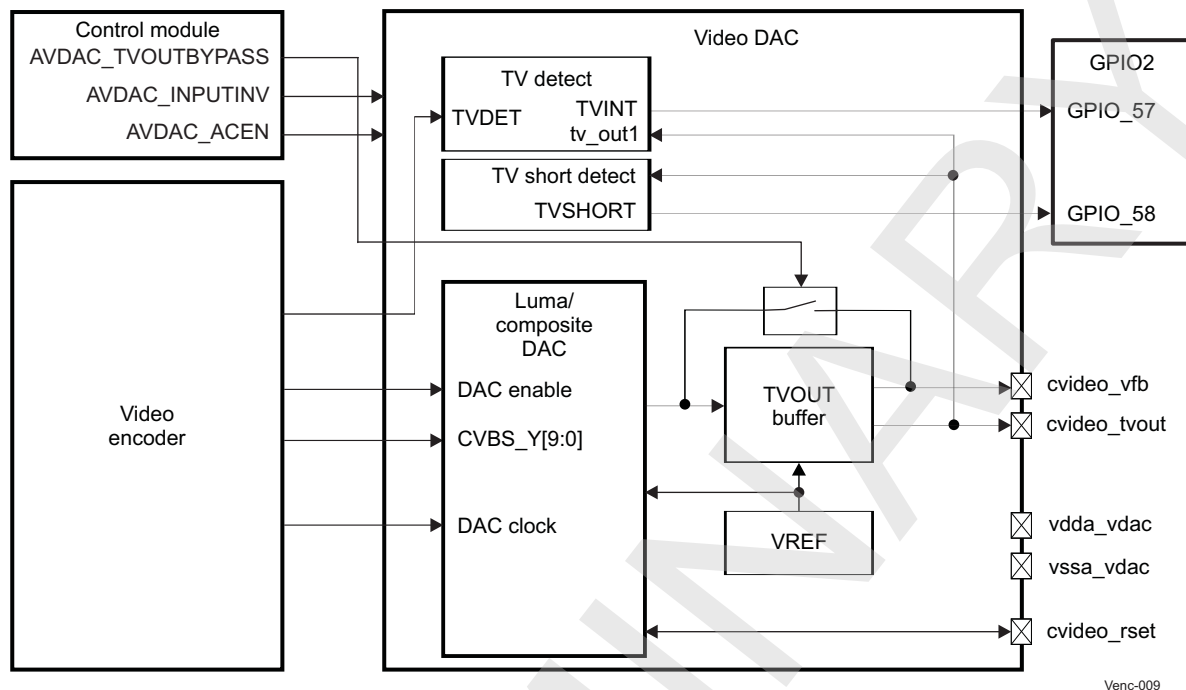 Control module
AVDAC_TVOUTBYPASS
AVDAC_INPUTINV
AVDAC_ACEN
Video
encoder
Video DAC
TV detect
TVDET
TVINT
tv_out1
TV short detect
TVSHORT
Luma/
composite
DAC
DAC enable
CVBS_Y[9:0]
DAC clock
TVOUT
buffer
VREF
GPIO2
GPIO_57
GPIO_58
cvideo_vfb
cvideo_tvout
vdda_vdac
vssa_vdac
cvideo_rset
Venc-009
INARY